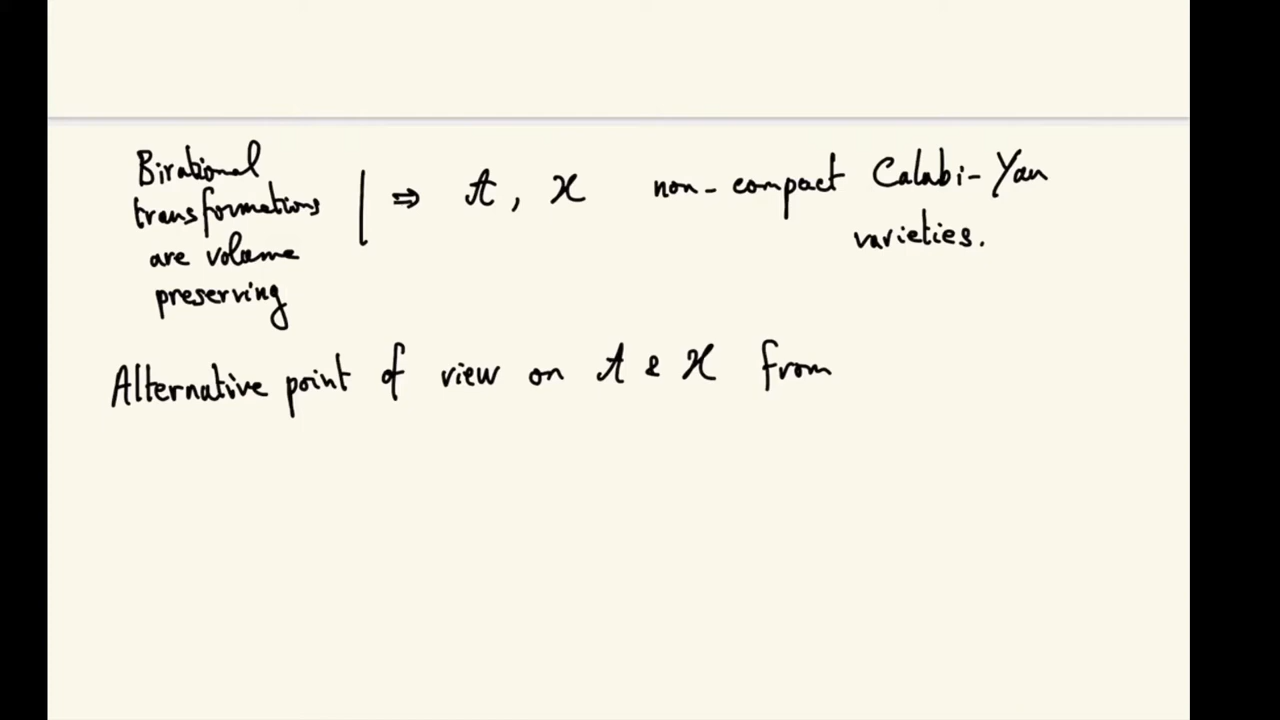 Birational
transformations
are volume
preserving
⇒ 𝒜, 𝒳 non-compact Calabi-Yau
varieties.
Alternative point of view on 𝒜 & 𝒳 from